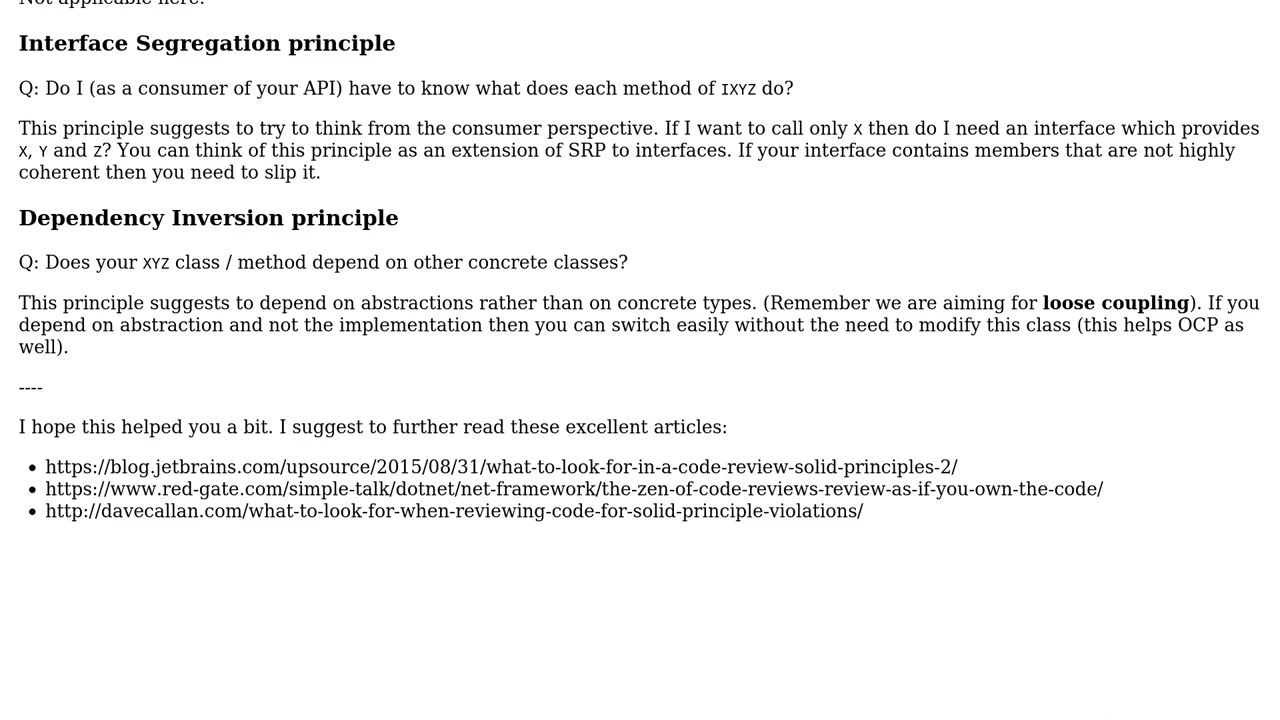 Not applicable here.
Interface Segregation principle
Q: Do I (as a consumer of your API) have to know what does each method of IXYZ do?
This principle suggests to try to think from the consumer perspective. If I want to call only X then do I need an interface which provides
X, Y and Z? You can think of this principle as an extension of SRP to interfaces. If your interface contains members that are not highly
coherent then you need to slip it.
Dependency Inversion principle
Q: Does your XYZ class / method depend on other concrete classes?
This principle suggests to depend on abstractions rather than on concrete types. (Remember we are aiming for loose coupling). If you
depend on abstraction and not the implementation then you can switch easily without the need to modify this class (this helps OCP as
well).
----
I hope this helped you a bit. I suggest to further read these excellent articles:
• https://blog.jetbrains.com/upsource/2015/08/31/what-to-look-for-in-a-code-review-solid-principles-2/
• https://www.red-gate.com/simple-talk/dotnet/net-framework/the-zen-of-code-reviews-review-as-if-you-own-the-code/
• http://davecallan.com/what-to-look-for-when-reviewing-code-for-solid-principle-violations/